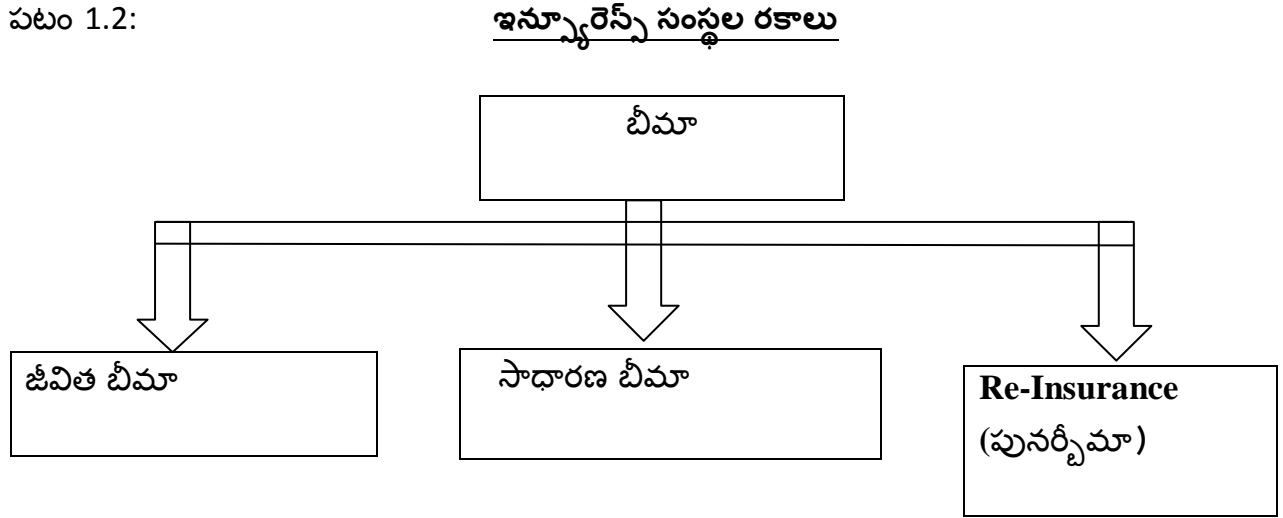 పటం 1.2: ఇన్స్యూరెన్స్ సంస్థల రకాలు
బీమా
జీవిత బీమా
సాధారణ బీమా
Re-Insurance
(పునర్బీమా)